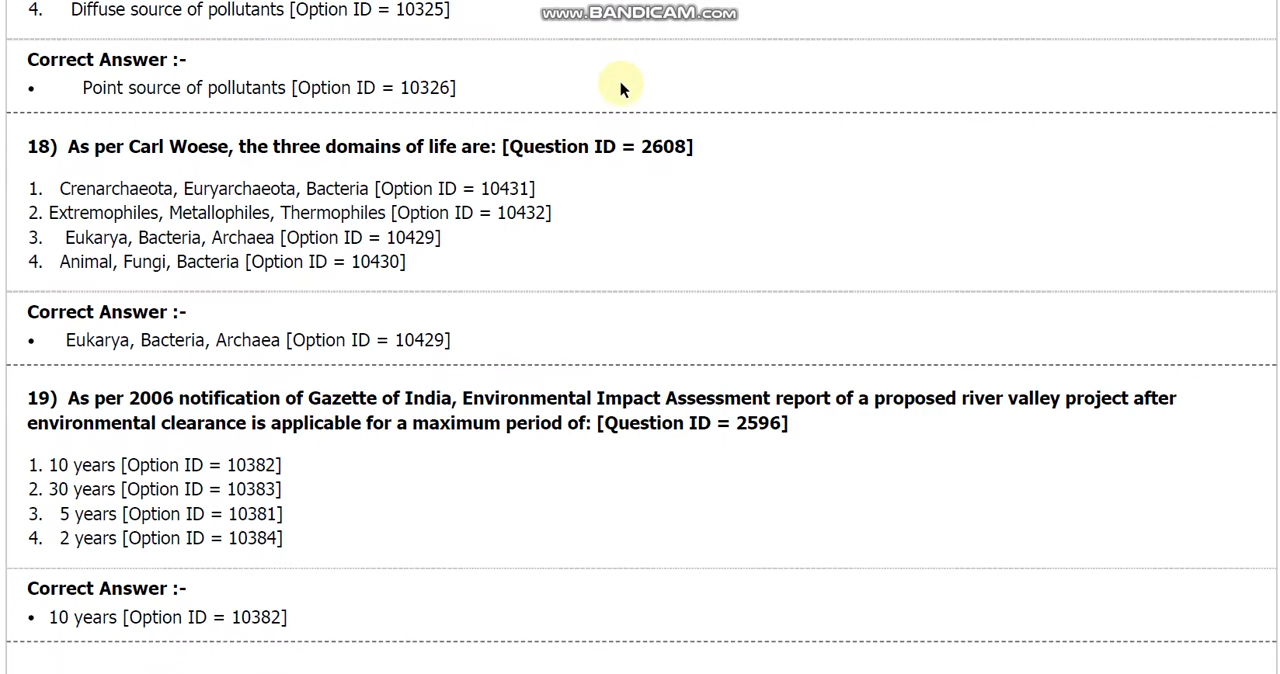 4. Diffuse source of pollutants [Option ID = 10325]
www.BANDICAM.com
Correct Answer :-
• Point source of pollutants [Option ID = 10326]
18) As per Carl Woese, the three domains of life are: [Question ID = 2608]
1. Crenarchaeota, Euryarchaeota, Bacteria [Option ID = 10431]
2. Extremophiles, Metallophiles, Thermophiles [Option ID = 10432]
3. Eukarya, Bacteria, Archaea [Option ID = 10429]
4. Animal, Fungi, Bacteria [Option ID = 10430]
Correct Answer :-
• Eukarya, Bacteria, Archaea [Option ID = 10429]
19) As per 2006 notification of Gazette of India, Environmental Impact Assessment report of a proposed river valley project after
environmental clearance is applicable for a maximum period of: [Question ID = 2596]
1. 10 years [Option ID = 10382]
2. 30 years [Option ID = 10383]
3. 5 years [Option ID = 10381]
4. 2 years [Option ID = 10384]
Correct Answer :-
• 10 years [Option ID = 10382]